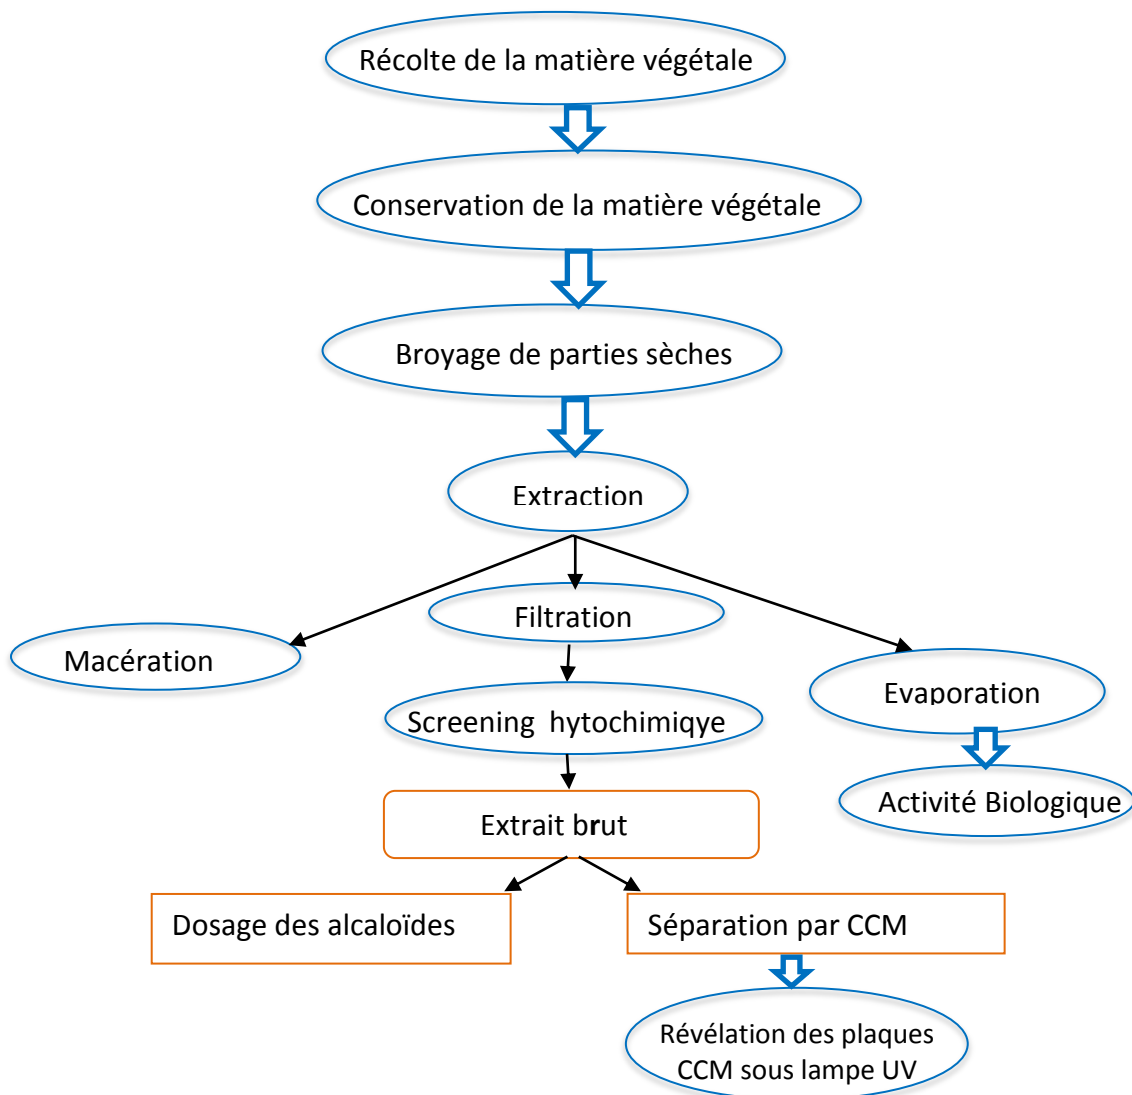 Récolte de la matière végétale
Conservation de la matière végétale
Broyage de parties sèches
Extraction
Filtration
Macération
Evaporation
Screening hytochimiqye
Activité Biologique
Extrait brut
Dosage des alcaloïdes
Séparation par CCM
Révélation des plaques
CCM sous lampe UV